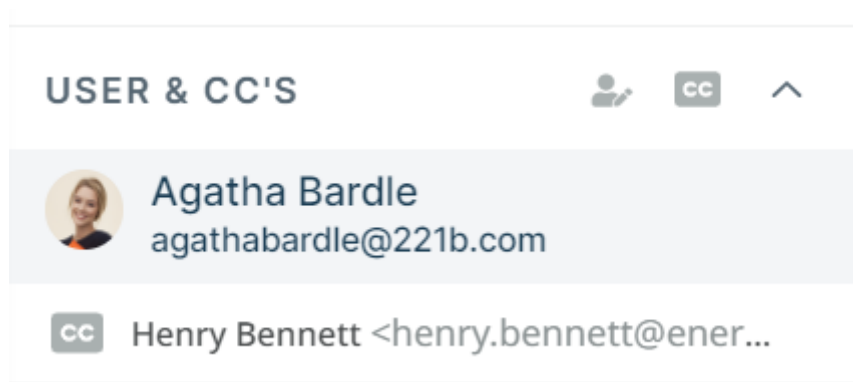 USER & CC'S CC
Agatha Bardle
agathabardle@221b.com
CC Henry Bennett <henry.bennett@ener...